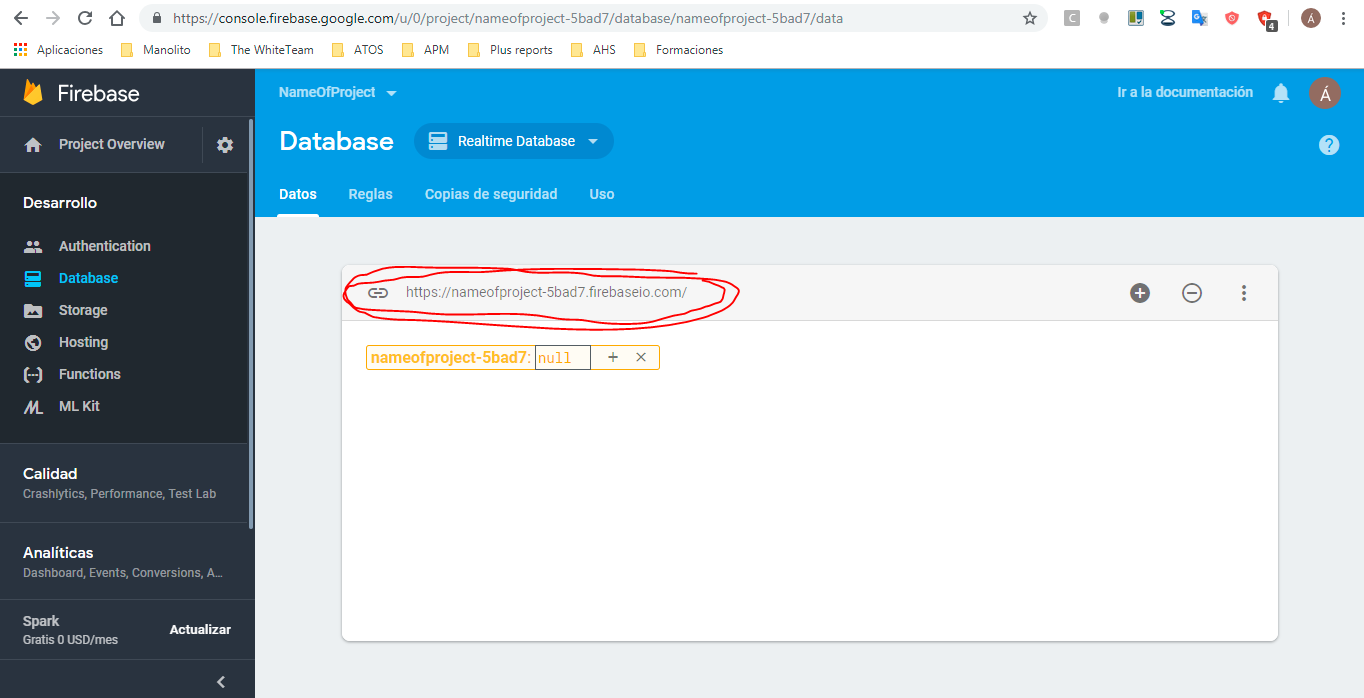 https://console.firebase.google.com/u/0/project/nameofproject-5bad7/database/nameofproject-5bad7/data
C
4
Á
Aplicaciones
Manolito
The WhiteTeam
ATOS
APM
Plus reports
AHS
Formaciones
Firebase
NameOfProject
Ir a la documentación
Á
Project Overview
Database
Realtime Database
?
Desarrollo
Datos
Reglas
Copias de seguridad
Uso
Authentication
Database
Storage
Hosting
Functions
ML Kit
https://nameofproject-5bad7.firebaseio.com/
nameofproject-5bad7: null + ×
Calidad
Crashlytics, Performance, Test Lab
Analíticas
Dashboard, Events, Conversions, A...
Spark
Gratis 0 USD/mes
Actualizar